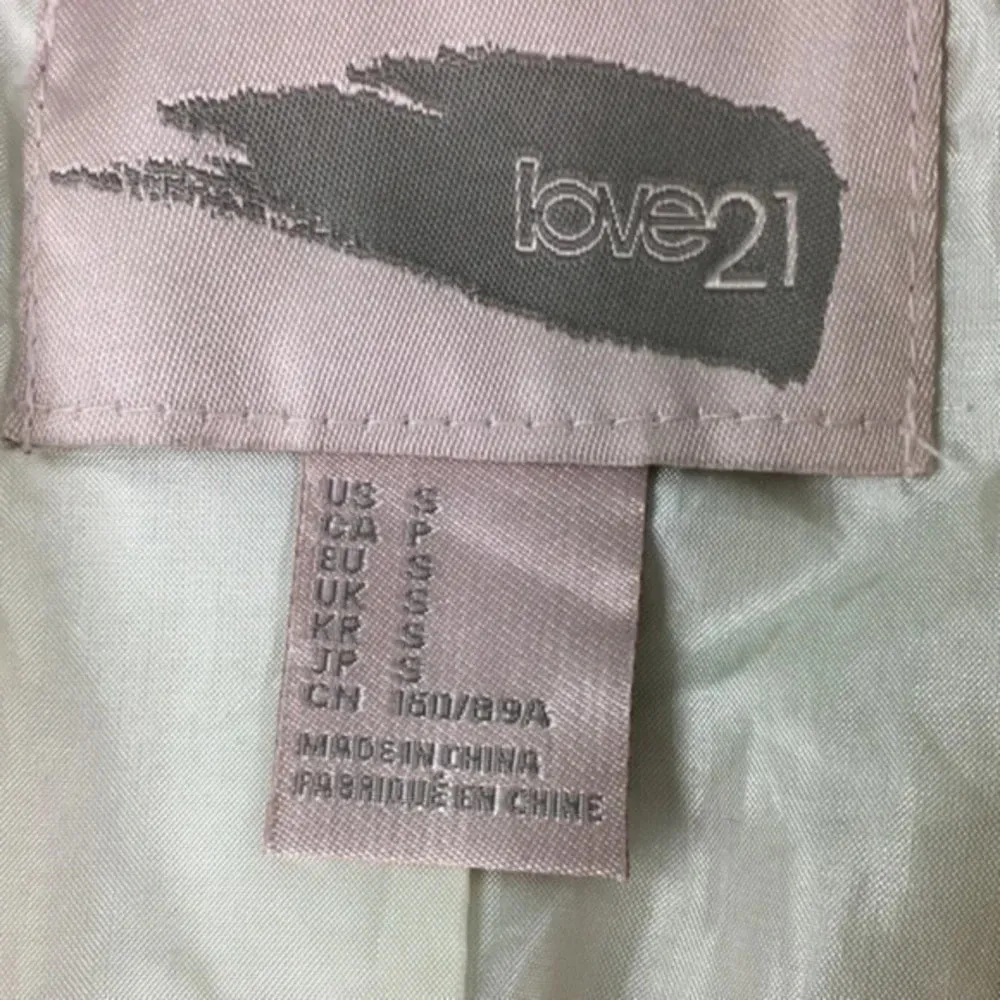 love21
US S
CA P
EU S
UK S
KR S
JP S
CN 160/89A
MADE IN CHINA
FABRIQUÉ EN CHINE